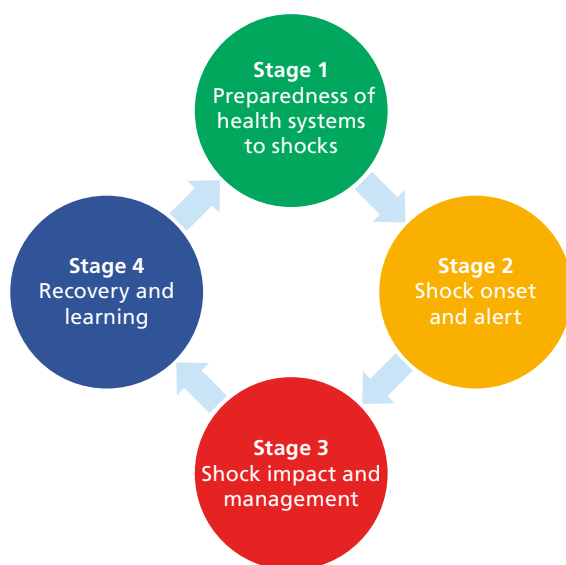 Stage 1
Preparedness of
health systems
to shocks
Stage 2
Shock onset
and alert
Stage 3
Shock impact and
management
Stage 4
Recovery and
learning